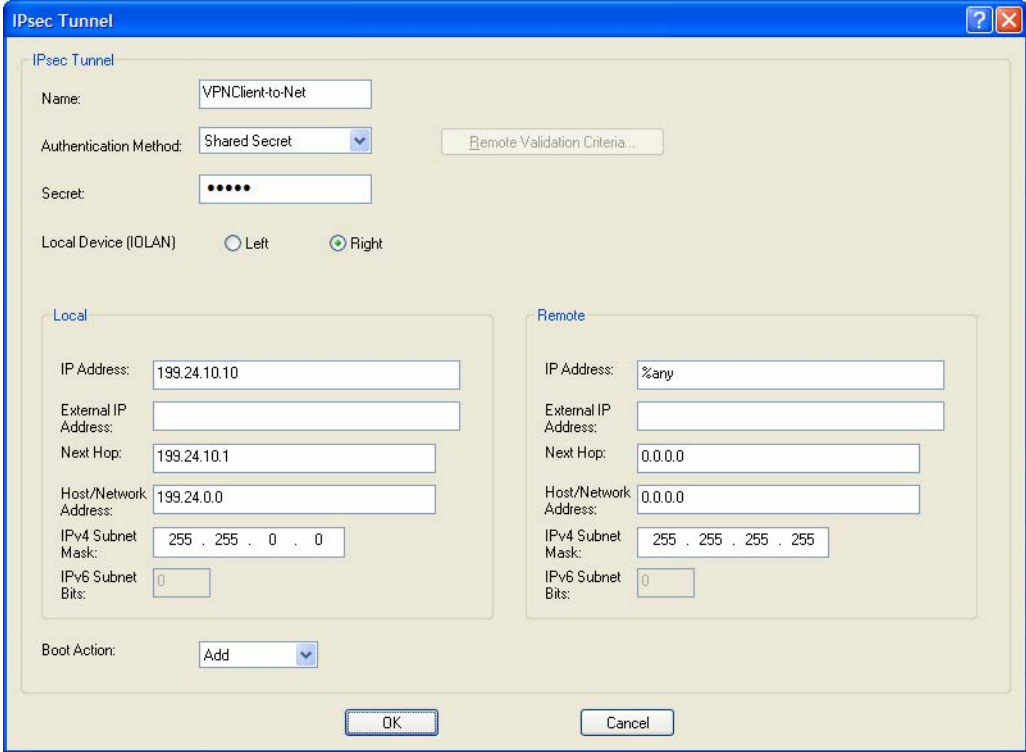 IPsec Tunnel
IPsec Tunnel
Name: VPNClient-to-Net
Authentication Method: Shared Secret Remote Validation Criteria...
Secret: •••••
Local Device (IOLAN) Left Right
Local
IP Address: 199.24.10.10
External IP
Address:
Next Hop: 199.24.10.1
Host/Network 199.24.0.0
Address:
IPv4 Subnet 255 . 255 . 0 . 0
Mask:
IPv6 Subnet 0
Bits:
Remote
IP Address: %any
External IP
Address:
Next Hop: 0.0.0.0
Host/Network 0.0.0.0
Address:
IPv4 Subnet 255 . 255 . 255 . 255
Mask:
IPv6 Subnet 0
Bits:
Boot Action: Add
OK Cancel